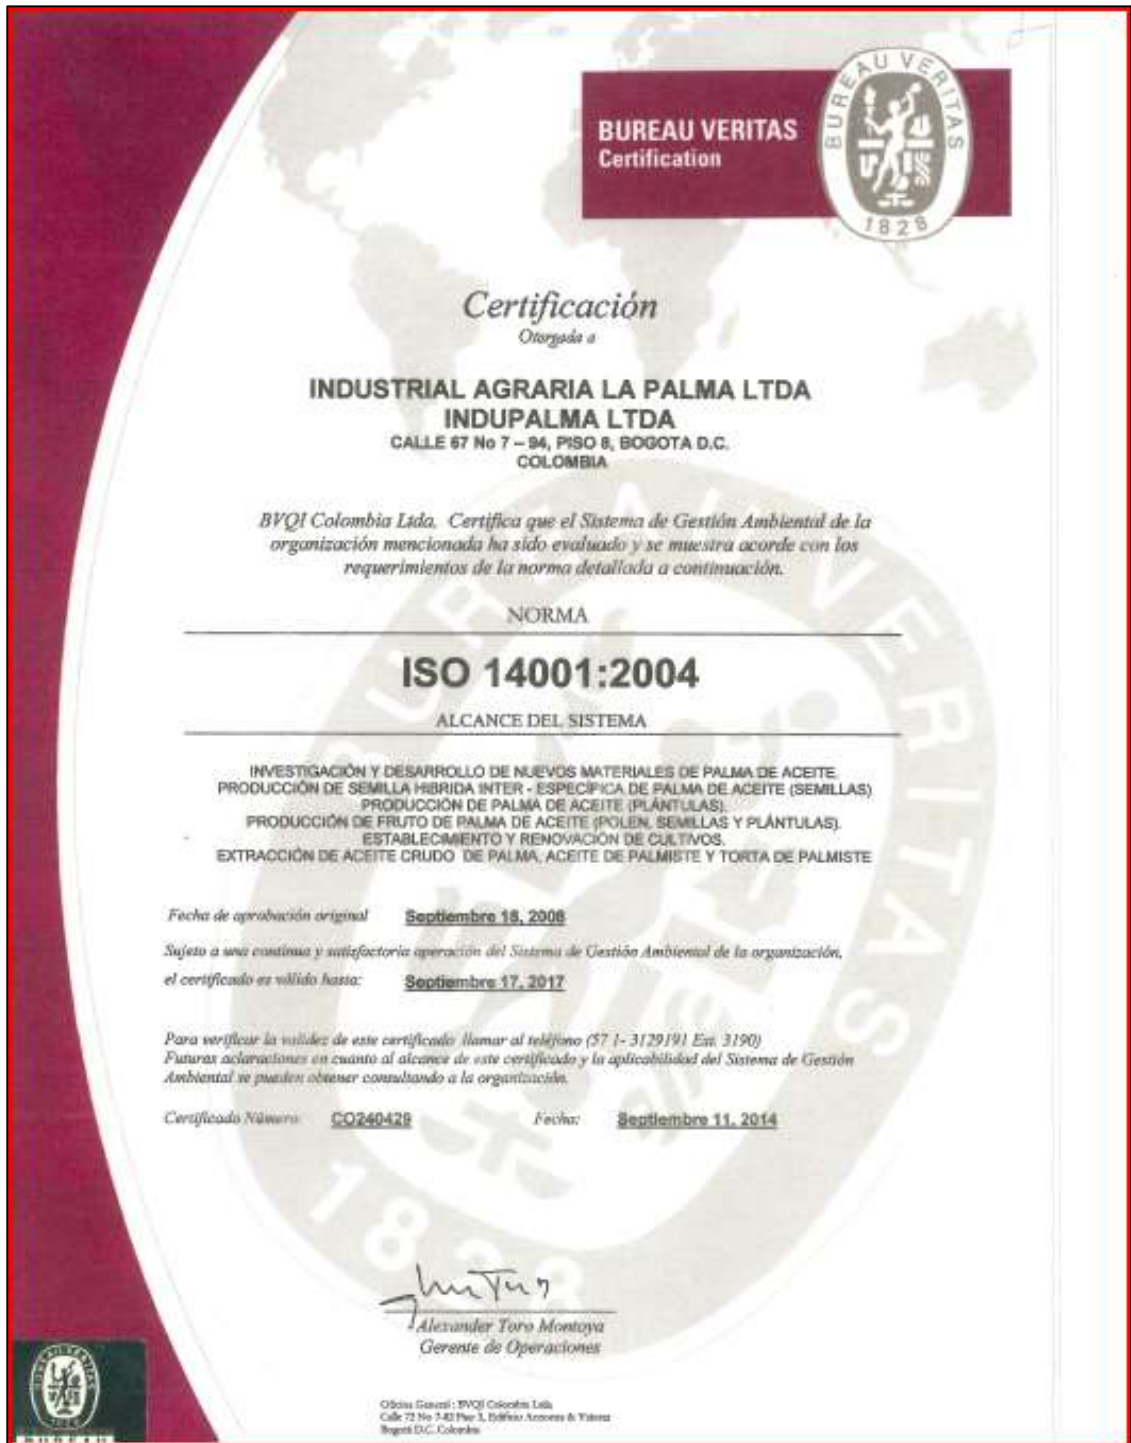 BUREAU VERITAS
Certification
BUREAU VERITAS
1828
Certificación
Otorgada a
INDUSTRIAL AGRARIA LA PALMA LTDA
INDUPALMA LTDA
CALLE 67 No 7 – 94, PISO 8, BOGOTA D.C.
COLOMBIA
BVQI Colombia Ltda, Certifica que el Sistema de Gestión Ambiental de la
organización mencionada ha sido evaluado y se muestra acorde con los
requerimientos de la norma detallada a continuación.
NORMA
ISO 14001:2004
ALCANCE DEL SISTEMA
INVESTIGACIÓN Y DESARROLLO DE NUEVOS MATERIALES DE PALMA DE ACEITE.
PRODUCCIÓN DE SEMILLA HIBRIDA INTER - ESPECÍFICA DE PALMA DE ACEITE (SEMILLAS)
PRODUCCIÓN DE PALMA DE ACEITE (PLÁNTULAS).
PRODUCCIÓN DE FRUTO DE PALMA DE ACEITE (POLEN, SEMILLAS Y PLÁNTULAS).
ESTABLECIMIENTO Y RENOVACIÓN DE CULTIVOS.
EXTRACCIÓN DE ACEITE CRUDO DE PALMA, ACEITE DE PALMISTE Y TORTA DE PALMISTE
Fecha de aprobación original Septiembre 18, 2008
Sujeto a una continua y satisfactoria operación del Sistema de Gestión Ambiental de la organización,
el certificado es válido hasta: Septiembre 17, 2017
Para verificar la validez de este certificado llamar al teléfono (57 1- 3129191 Ext. 3190)
Futuras aclaraciones en cuanto al alcance de este certificado y la aplicabilidad del Sistema de Gestión
Ambiental se pueden obtener consultando a la organización.
Certificado Número: CO240429 Fecha: Septiembre 11, 2014
Alexander Toro Montoya
Gerente de Operaciones
Oficina General : BVQI Colombia Ltda
Calle 72 No 7-82 Piso 3, Edificio Acciones & Valores
Bogotá D.C. Colombia